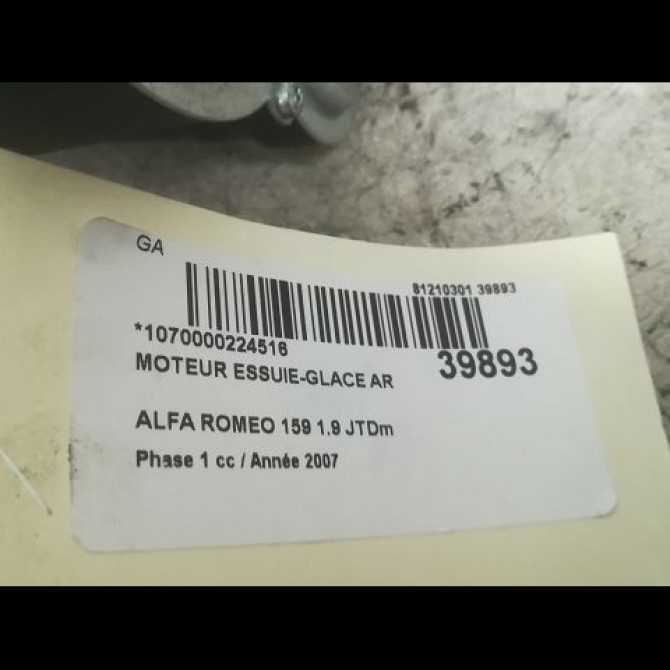 GA
81210301 39893
*1070000224516
39893
MOTEUR ESSUIE-GLACE AR
ALFA ROMEO 159 1.9 JTDm
Phase 1 cc / Année 2007